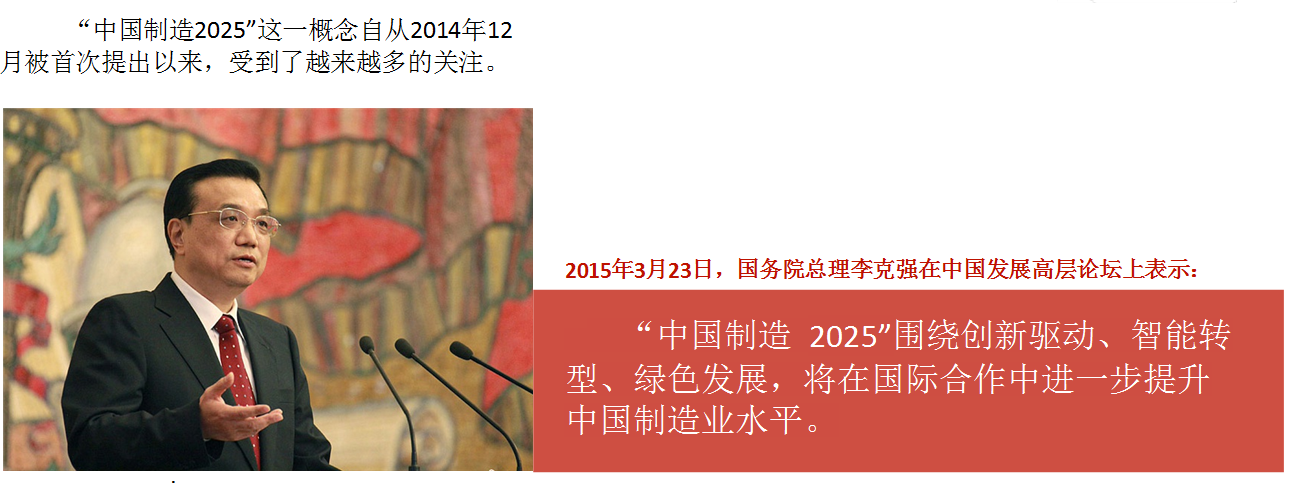 “中国制造2025”这一概念自从2014年12
月被首次提出以来，受到了越来越多的关注。
2015年3月23日，国务院总理李克强在中国发展高层论坛上表示：
“中国制造 2025”围绕创新驱动、智能转
型、绿色发展，将在国际合作中进一步提升
中国制造业水平。